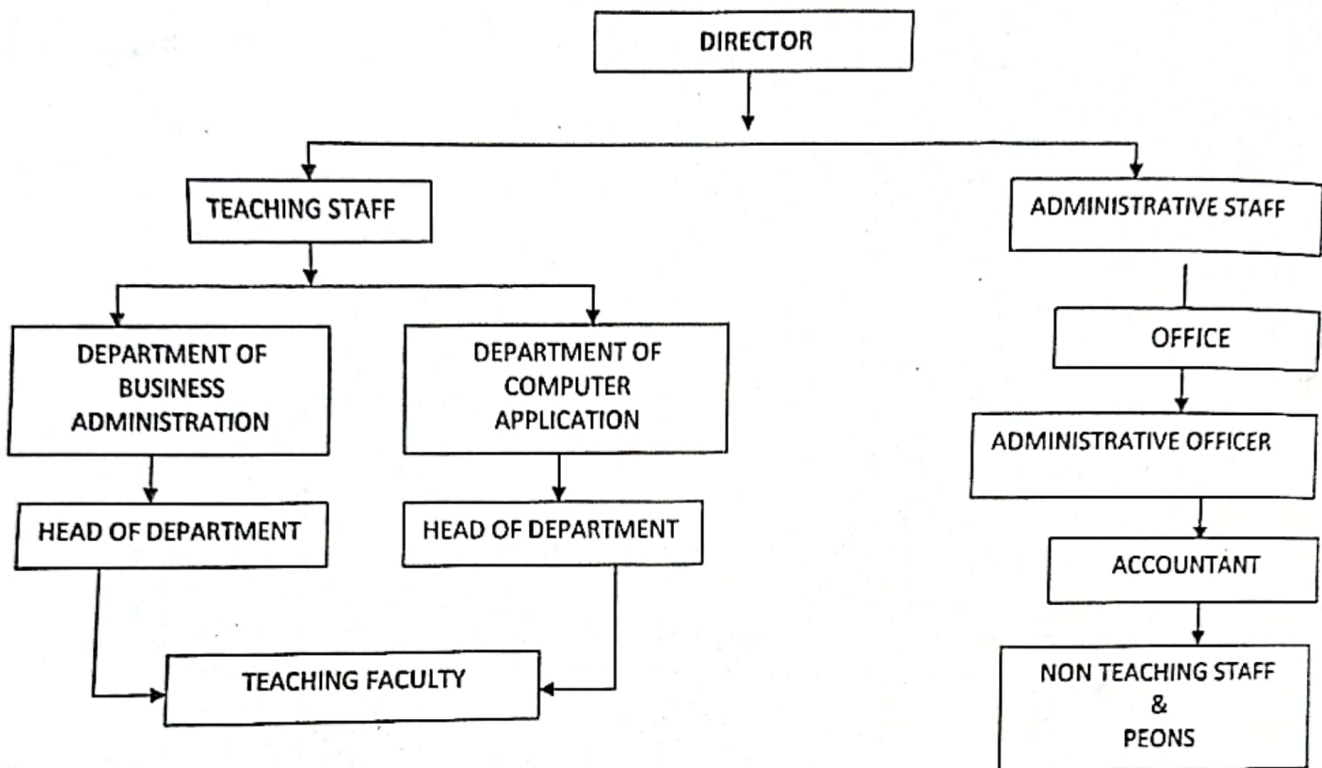 DIRECTOR
TEACHING STAFF
ADMINISTRATIVE STAFF
DEPARTMENT OF
BUSINESS
ADMINISTRATION
DEPARTMENT OF
COMPUTER
APPLICATION
OFFICE
ADMINISTRATIVE OFFICER
HEAD OF DEPARTMENT
HEAD OF DEPARTMENT
ACCOUNTANT
TEACHING FACULTY
NON TEACHING STAFF
&
PEONS